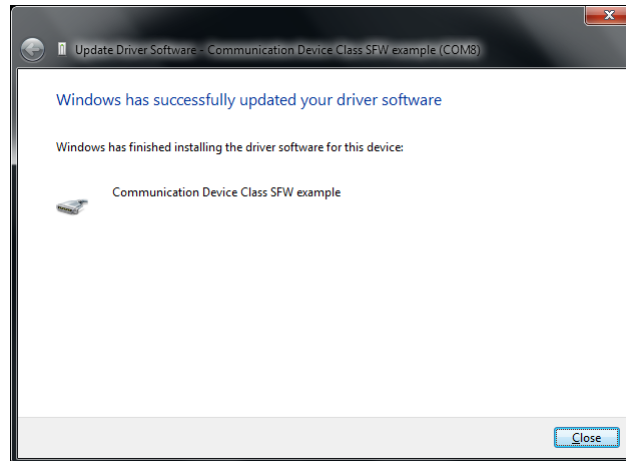 Update Driver Software - Communication Device Class SFW example (COM8)
Windows has successfully updated your driver software
Windows has finished installing the driver software for this device:
Communication Device Class SFW example
Close